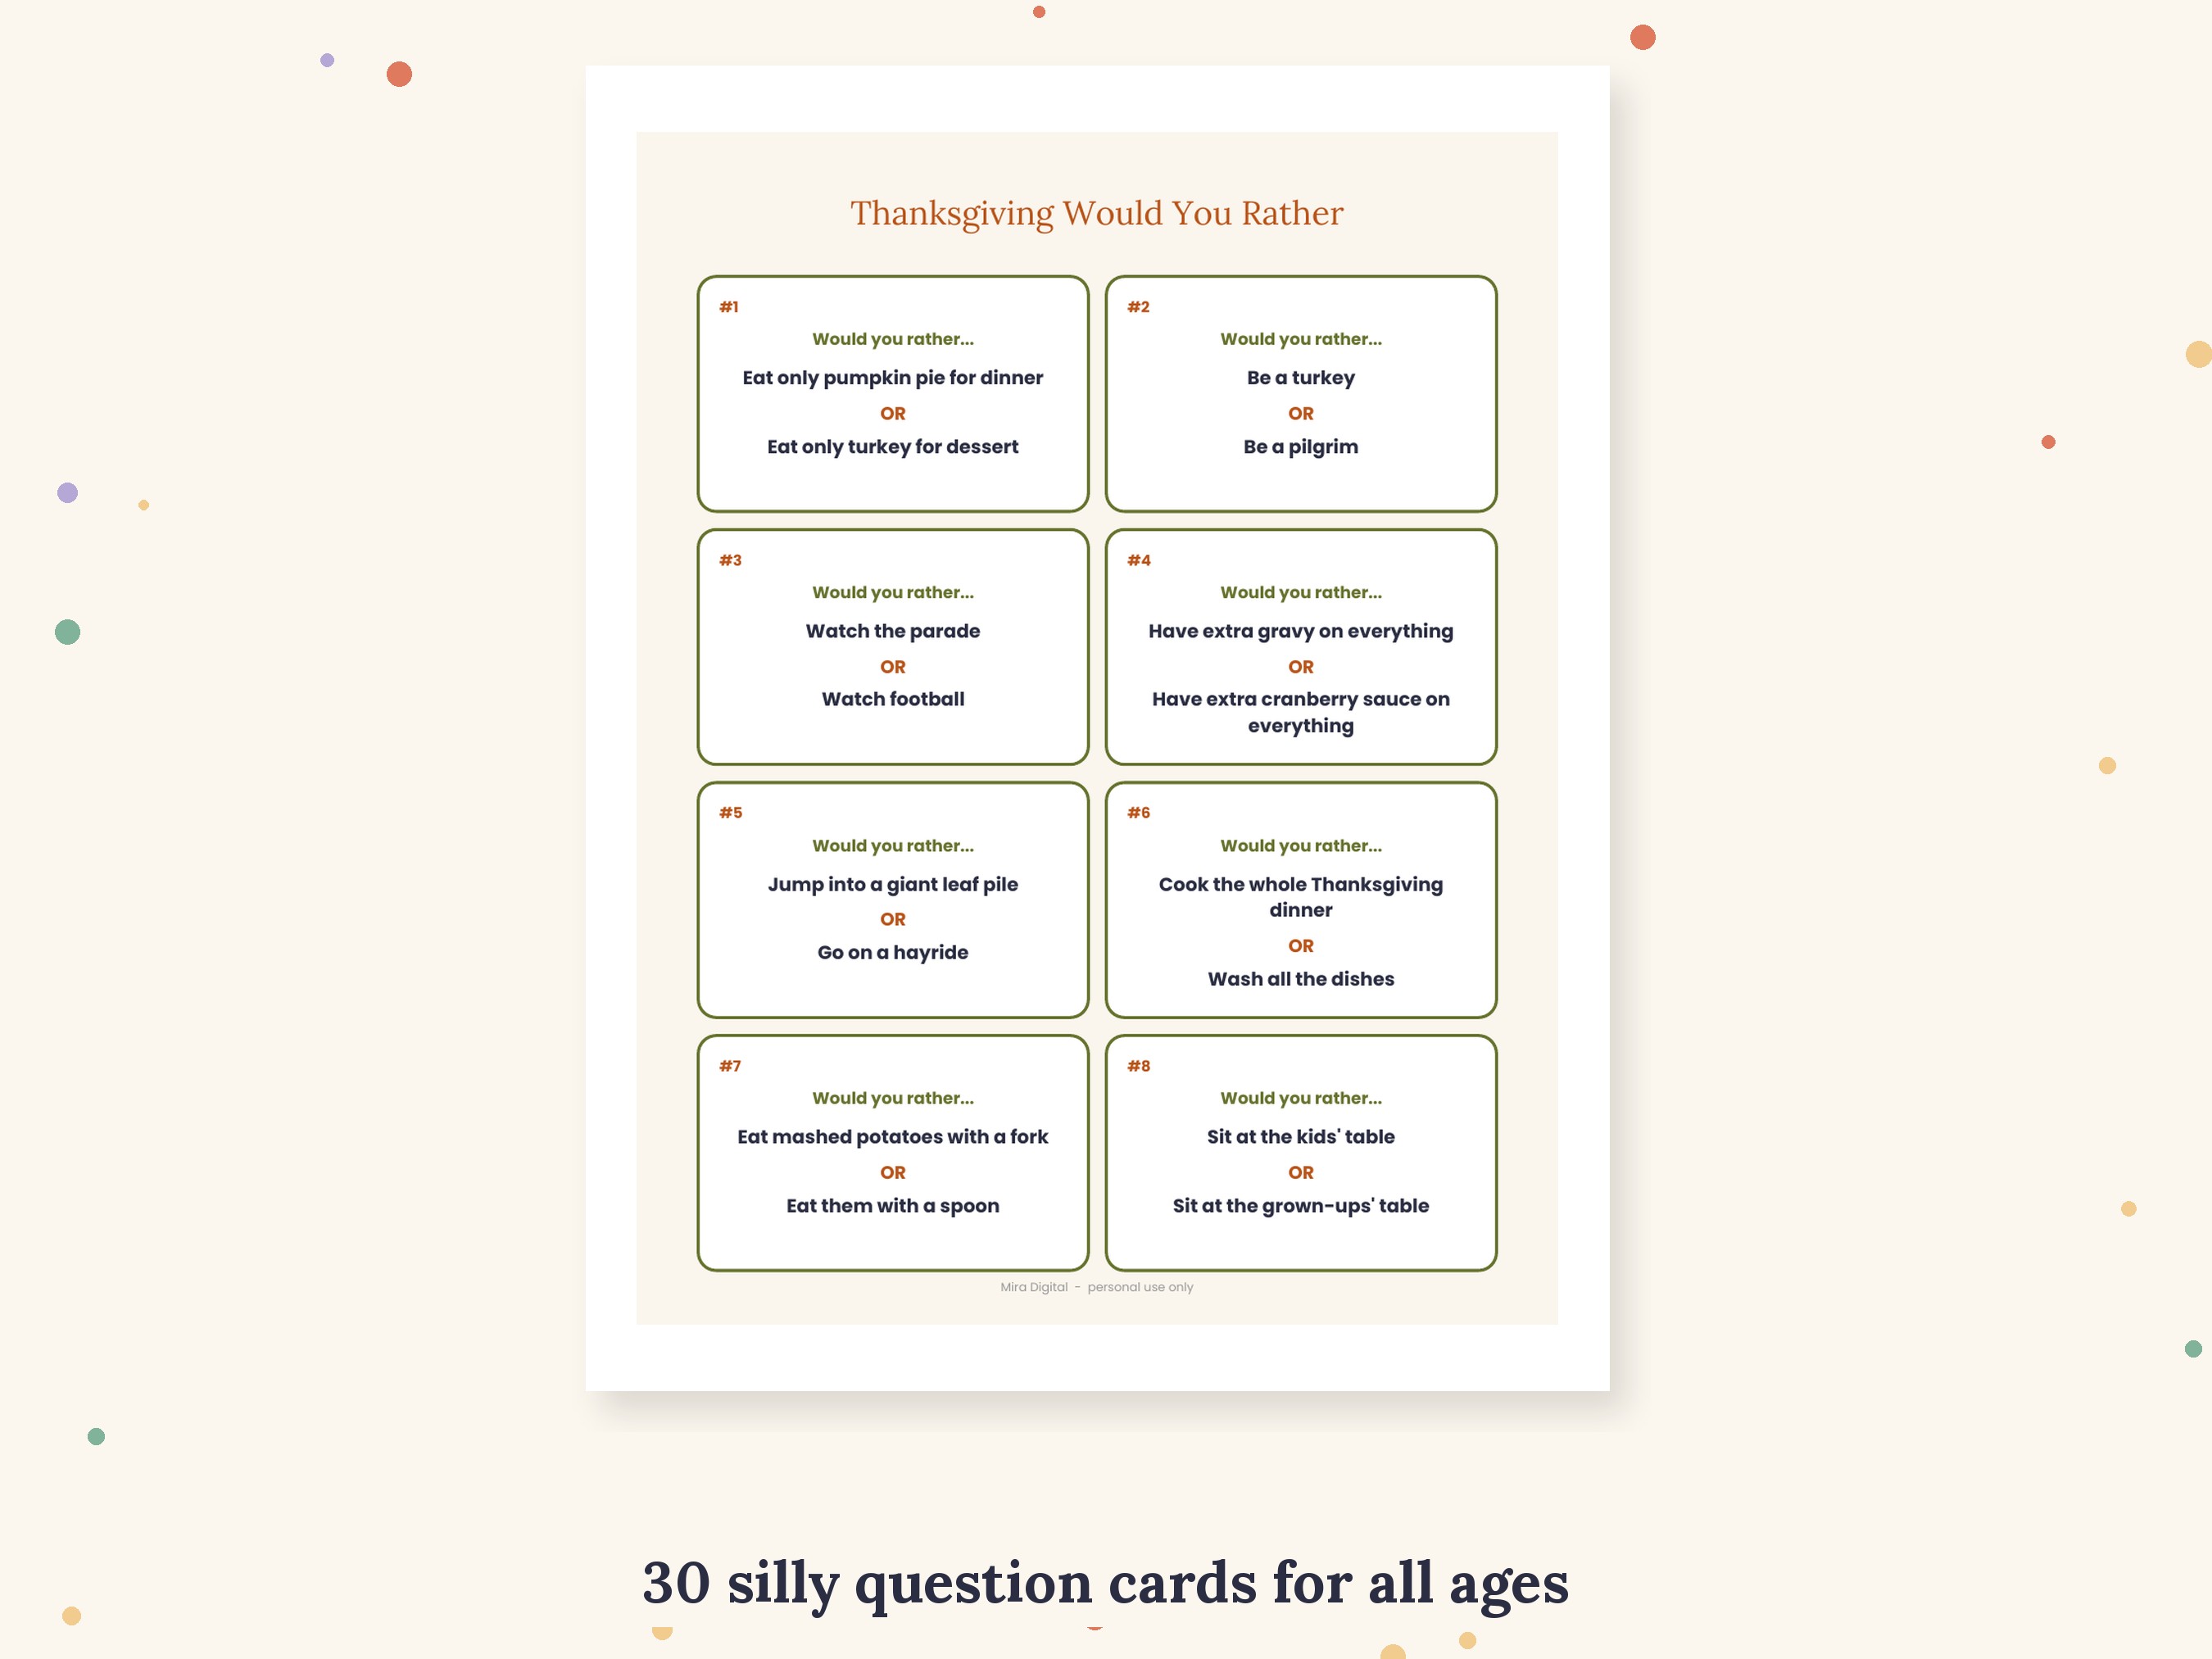 Thanksgiving Would You Rather
#1
Would you rather...
Eat only pumpkin pie for dinner
OR
Eat only turkey for dessert
#2
Would you rather...
Be a turkey
OR
Be a pilgrim
#3
Would you rather...
Watch the parade
OR
Watch football
#4
Would you rather...
Have extra gravy on everything
OR
Have extra cranberry sauce on
everything
#5
Would you rather...
Jump into a giant leaf pile
OR
Go on a hayride
#6
Would you rather...
Cook the whole Thanksgiving
dinner
OR
Wash all the dishes
#7
Would you rather...
Eat mashed potatoes with a fork
OR
Eat them with a spoon
#8
Would you rather...
Sit at the kids' table
OR
Sit at the grown-ups' table
Mira Digital - personal use only
30 silly question cards for all ages